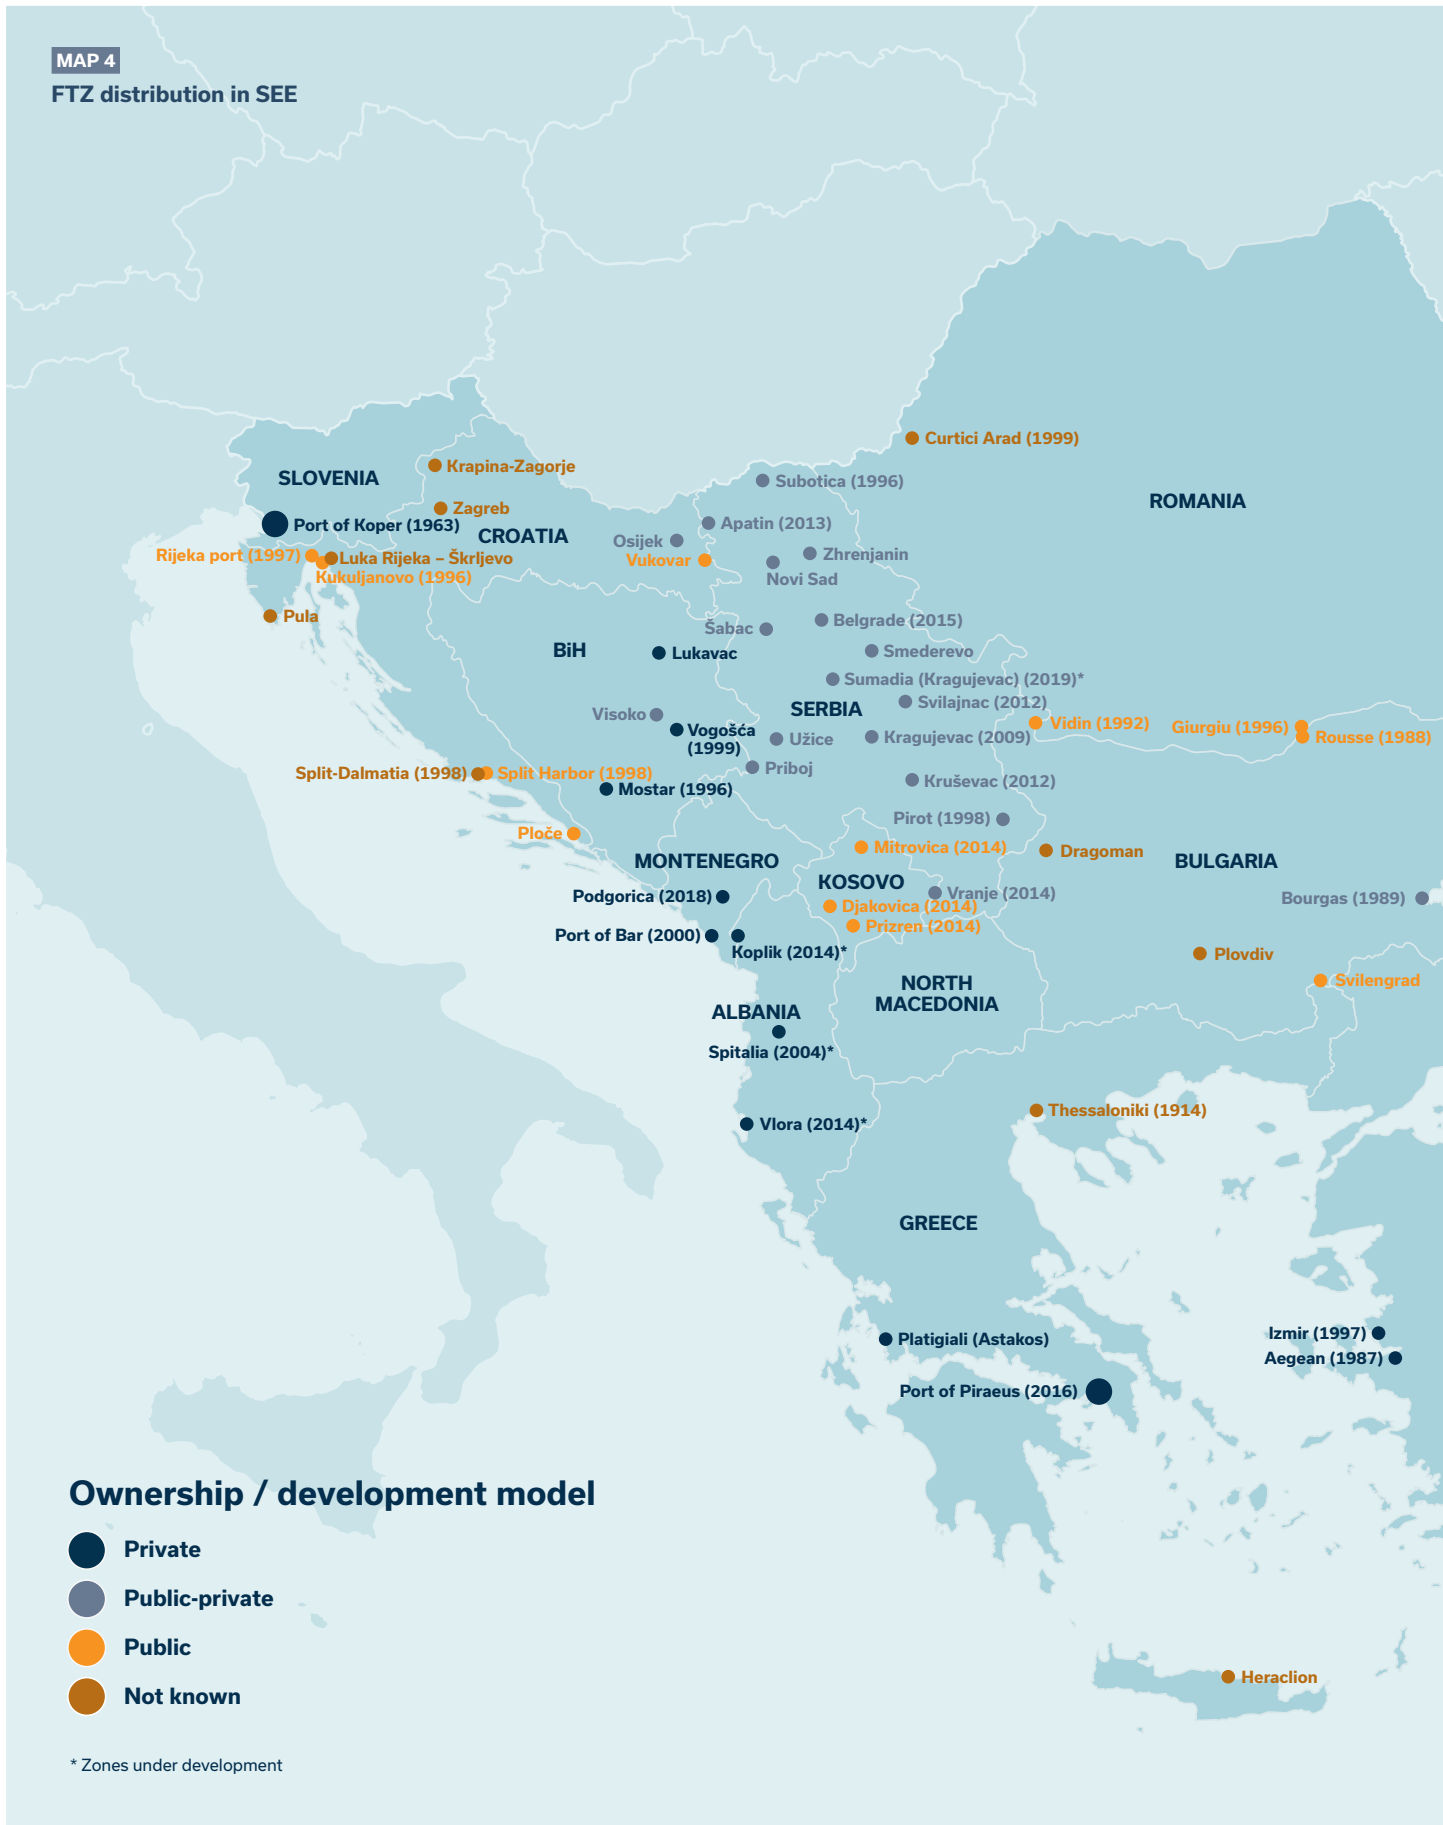 MAP 4
FTZ distribution in SEE
Curtici Arad (1999)
Krapina-Zagorje
SLOVENIA
Subotica (1996)
ROMANIA
Zagreb
Port of Koper (1963)
Apatin (2013)
CROATIA
Osijek
Rijeka port (1997)
Luka Rijeka – Škrljevo
Vukovar
Zhrenjanin
Kukuljanovo (1996)
Novi Sad
Pula
Belgrade (2015)
Šabac
BiH
Lukavac
Smederevo
Sumadia (Kragujevac) (2019)*
Svilajnac (2012)
SERBIA
Visoko
Vidin (1992)
Giurgiu (1996)
Vogošća
(1999)
Užice
Kragujevac (2009)
Rousse (1988)
Priboj
Split-Dalmatia (1998)
Split Harbor (1998)
Kruševac (2012)
Mostar (1996)
Pirot (1998)
Ploče
Mitrovica (2014)
Dragoman
MONTENEGRO
BULGARIA
KOSOVO
Podgorica (2018)
Vranje (2014)
Bourgas (1989)
Djakovica (2014)
Prizren (2014)
Port of Bar (2000)
Koplik (2014)*
Plovdiv
NORTH
MACEDONIA
Svilengrad
ALBANIA
Spitalia (2004)*
Thessaloniki (1914)
Vlora (2014)*
GREECE
Platigiali (Astakos)
Izmir (1997)
Aegean (1987)
Port of Piraeus (2016)
Ownership / development model
Private
Public-private
Public
Not known
Heraclion
* Zones under development